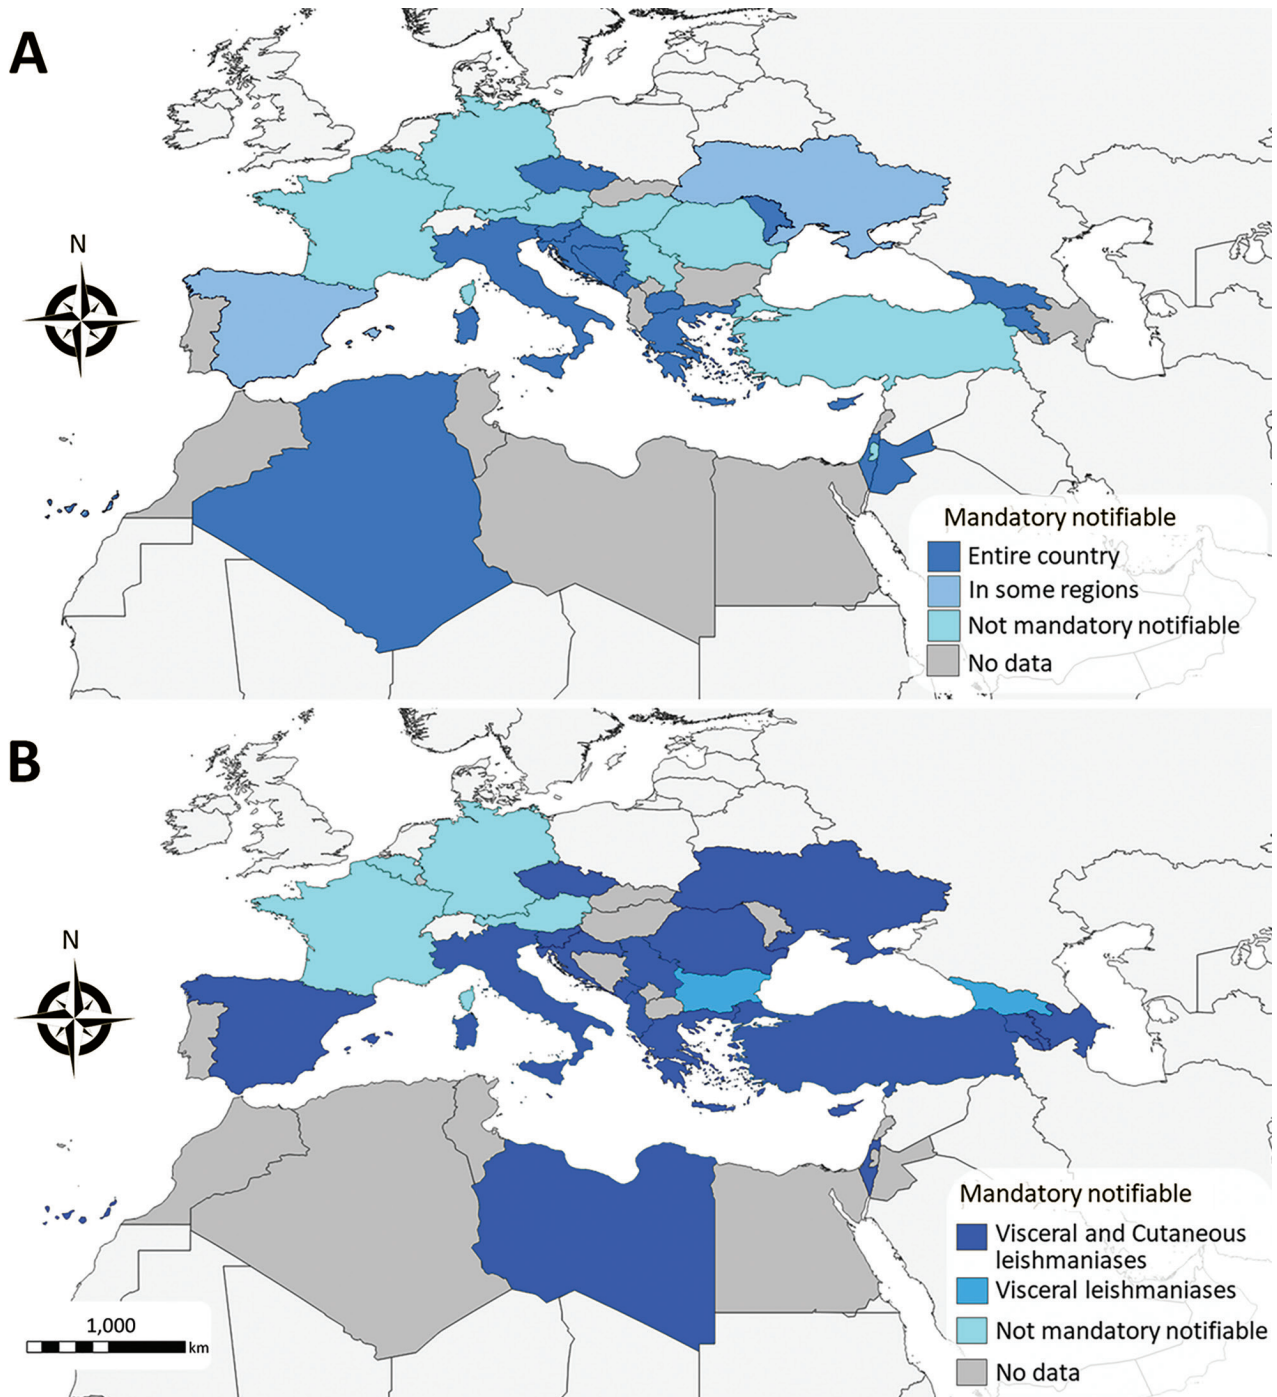 A
N
Mandatory notifiable
Entire country
In some regions
Not mandatory notifiable
No data
B
N
Mandatory notifiable
Visceral and Cutaneous
leishmaniases
Visceral leishmaniases
Not mandatory notifiable
No data
1,000
km